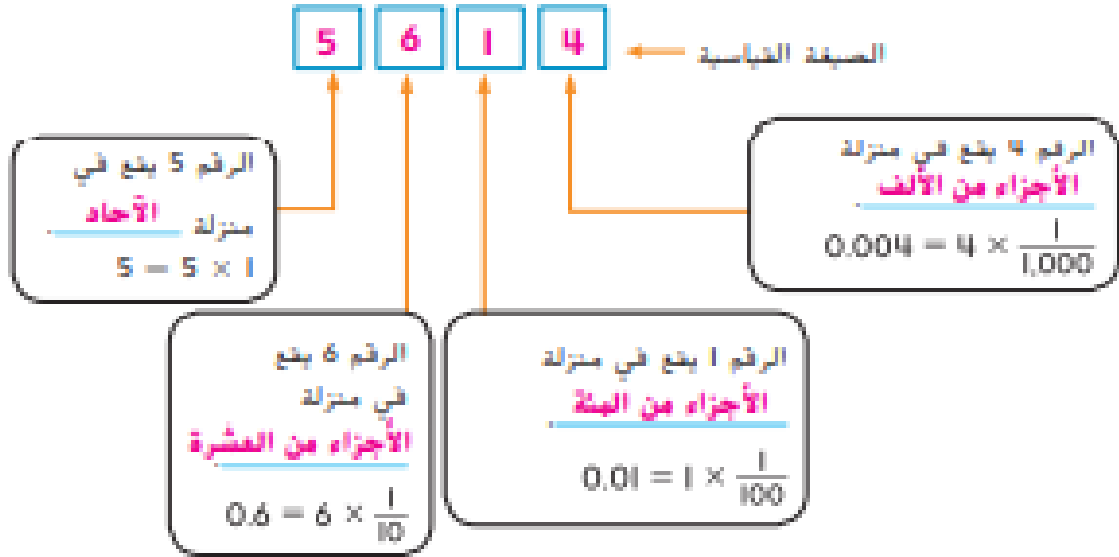 5 6 1 4
الصيغة القياسية
الرقم 5 يقع في
منزلة الآحاد.
5 = 5 × 1
الرقم 4 يقع في منزلة
الأجزاء من الألف.
0.004 = 4 × 1/1,000
الرقم 6 يقع
في منزلة
الأجزاء من العشرة.
0.6 = 6 × 1/10
الرقم 1 يقع في منزلة
الأجزاء من المئة.
0.01 = 1 × 1/100